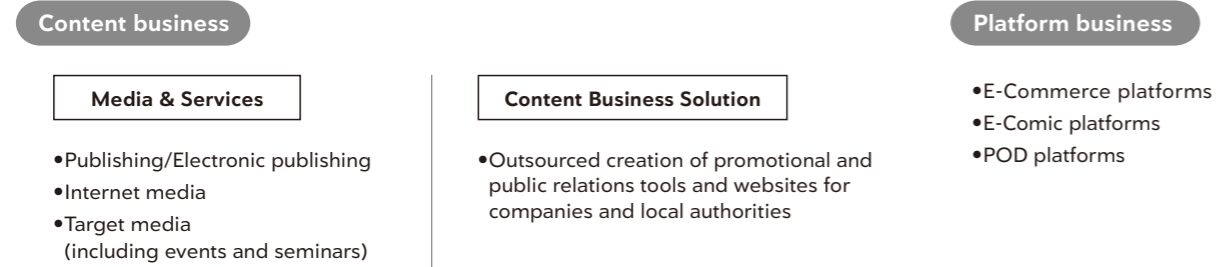 Content business
Media & Services
•Publishing/Electronic publishing
•Internet media
•Target media
(including events and seminars)
Content Business Solution
•Outsourced creation of promotional and
public relations tools and websites for
companies and local authorities
Platform business
•E-Commerce platforms
•E-Comic platforms
•POD platforms